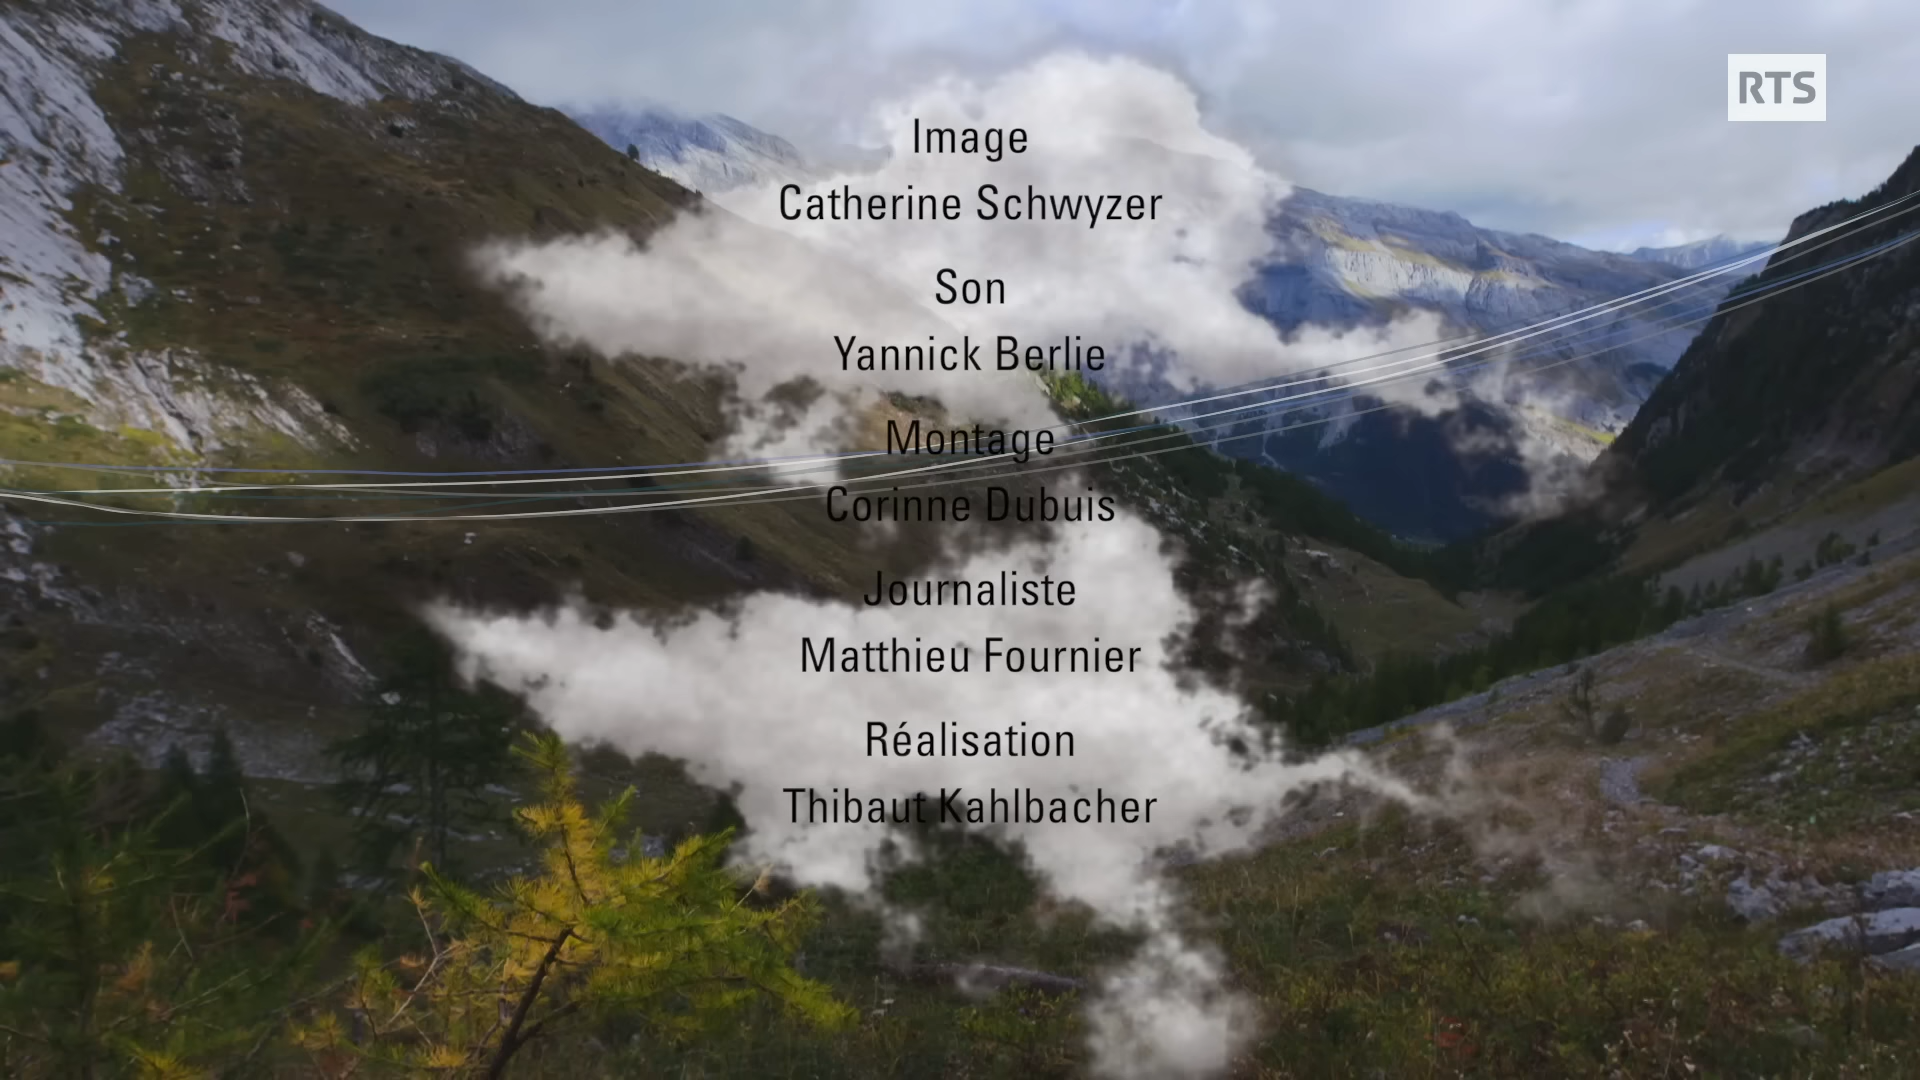 RTS
Image
Catherine Schwyzer
Son
Yannick Berlie
Montage
Corinne Dubuis
Journaliste
Matthieu Fournier
Réalisation
Thibaut Kahlbacher